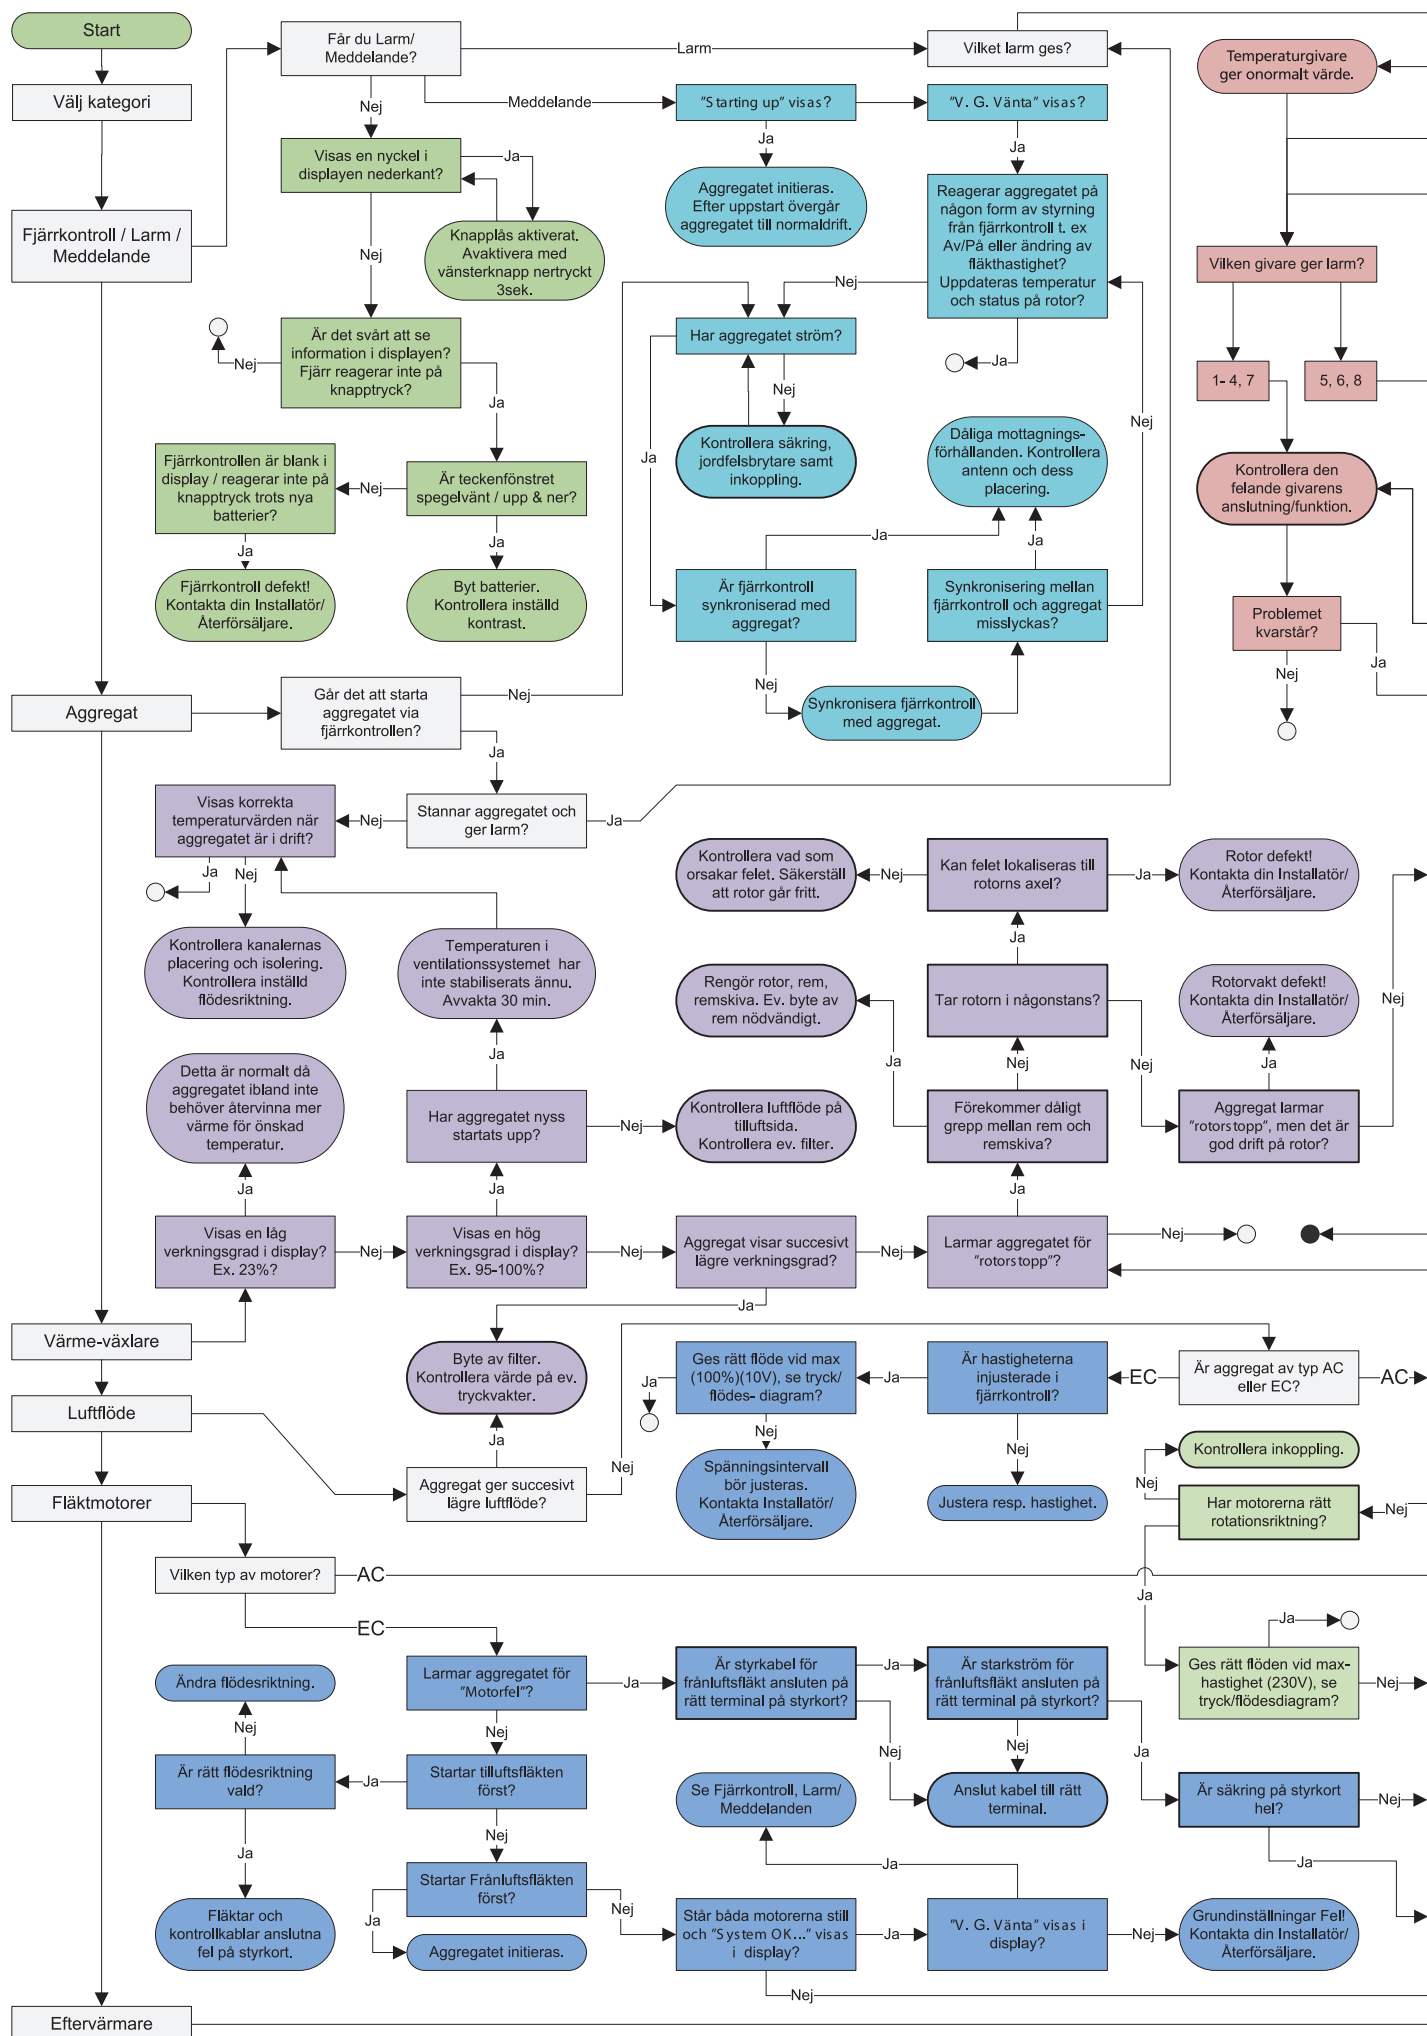 Start
Välj kategori
Fjärrkontroll / Larm /
Meddelande
Får du Larm/
Meddelande?
Larm
Vilket larm ges?
Meddelande
Nej
"Starting up" visas?
"V. G. Vänta" visas?
Ja
Ja
Visas en nyckel i
displayen nederkant?
Ja
Knapplås aktiverat.
Avaktivera med
vänsterknapp nertryckt
3sek.
Nej
Aggregatet initieras.
Efter uppstart övergår
aggregatet till normaldrift.
Reagerar aggregatet på
någon form av styrning
från fjärrkontroll t. ex
Av/På eller ändring av
fläkthastighet?
Uppdateras temperatur
och status på rotor?
Nej
Ja
Är det svårt att se
information i displayen?
Fjärr reagerar inte på
knapptryck?
Nej
Ja
Har aggregatet ström?
Nej
Ja
Kontrollera säkring,
jordfelsbrytare samt
inkoppling.
Dåliga mottagnings-
förhållanden. Kontrollera
antenn och dess
placering.
Nej
Fjärrkontrollen är blank i
display / reagerar inte på
knapptryck trots nya
batterier?
Nej
Är teckenfönstret
spegelvänt / upp & ner?
Ja
Ja
Fjärrkontroll defekt!
Kontakta din Installatör/
Återförsäljare.
Byt batterier.
Kontrollera inställd
kontrast.
Ja
Ja
Är fjärrkontroll
synkroniserad med
aggregat?
Synkronisering mellan
fjärrkontroll och aggregat
misslyckas?
Nej
Synkronisera fjärrkontroll
med aggregat.
Temperaturgivare
ger onormalt värde.
Vilken givare ger larm?
1- 4, 7
5, 6, 8
Kontrollera den
felande givarens
anslutning/funktion.
Problemet
kvarstår?
Ja
Nej
Aggregat
Går det att starta
aggregatet via
fjärrkontrollen?
Nej
Ja
Visas korrekta
temperaturvärden när
aggregatet är i drift?
Nej
Stannar aggregatet och
ger larm?
Ja
Ja
Nej
Kontrollera kanalernas
placering och isolering.
Kontrollera inställd
flödesriktning.
Temperaturen i
ventilationssystemet har
inte stabiliserats ännu.
Avvakta 30 min.
Ja
Kontrollera vad som
orsakar felet. Säkerställ
att rotor går fritt.
Nej
Kan felet lokaliseras till
rotorns axel?
Ja
Rotor defekt!
Kontakta din Installatör/
Återförsäljare.
Ja
Rengör rotor, rem,
remskiva. Ev. byte av
rem nödvändigt.
Tar rotorn i någonstans?
Rotorvakt defekt!
Kontakta din Installatör/
Återförsäljare.
Nej
Ja
Nej
Nej
Ja
Detta är normalt då
aggregatet ibland inte
behöver återvinna mer
värme för önskad
temperatur.
Har aggregatet nyss
startats upp?
Nej
Kontrollera luftflöde på
tilluftsida.
Kontrollera ev. filter.
Förekommer dåligt
grepp mellan rem och
remskiva?
Aggregat larmar
"rotorstopp", men det är
god drift på rotor?
Ja
Ja
Ja
Visas en låg
verkningsgrad i display?
Ex. 23%?
Nej
Visas en hög
verkningsgrad i display?
Ex. 95-100%?
Nej
Aggregat visar succesivt
lägre verkningsgrad?
Nej
Larmar aggregatet för
"rotorstopp"?
Nej
Ja
Värme-växlare
Byte av filter.
Kontrollera värde på ev.
tryckvakter.
Ja
Ges rätt flöde vid max
(100%)(10V), se tryck/
flödes- diagram?
Ja
Är hastigheterna
injusterade i
fjärrkontroll?
EC
Är aggregat av typ AC
eller EC?
AC
Luftflöde
Ja
Nej
Nej
Nej
Aggregat ger succesivt
lägre luftflöde?
Spänningsintervall
bör justeras.
Kontakta Installatör/
Återförsäljare.
Justera resp. hastighet.
Kontrollera inkoppling.
Nej
Har motorerna rätt
rotationsriktning?
Nej
Ja
Fläktmotorer
Vilken typ av motorer?
AC
EC
Ja
Ges rätt flöden vid max-
hastighet (230V), se
tryck/flödesdiagram?
Nej
Ändra flödesriktning.
Larmar aggregatet för
"Motorfel"?
Ja
Är styrkabel för
frånluftsfläkt ansluten på
rätt terminal på styrkort?
Ja
Är starkström för
frånluftsfläkt ansluten på
rätt terminal på styrkort?
Nej
Nej
Nej
Nej
Ja
Är rätt flödesriktning
vald?
Ja
Startar tilluftsfläkten
först?
Se Fjärrkontroll, Larm/
Meddelanden
Anslut kabel till rätt
terminal.
Är säkring på styrkort
hel?
Nej
Ja
Ja
Nej
Ja
Startar Frånluftsfläkten
först?
Ja
Nej
Fläktar och
kontrollkablar anslutna
fel på styrkort.
Aggregatet initieras.
Står båda motorerna still
och "System OK..." visas
i display?
Ja
"V. G. Vänta" visas i
display?
Nej
Grundinställningar Fel!
Kontakta din Installatör/
Återförsäljare.
Nej
Eftervärmare